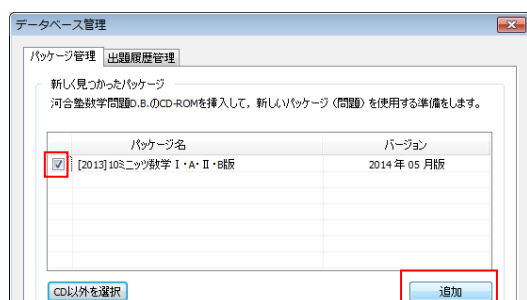 データベース管理
パッケージ管理 出題履歴管理
新しく見つかったパッケージ
河合塾数学問題D.B.のCD-ROMを挿入して，新しいパッケージ（問題）を使用する準備をします。
パッケージ名 バージョン
[2013]10ミニッツ数学Ⅰ・A・Ⅱ・B版 2014年05月版
CD以外を選択 追加